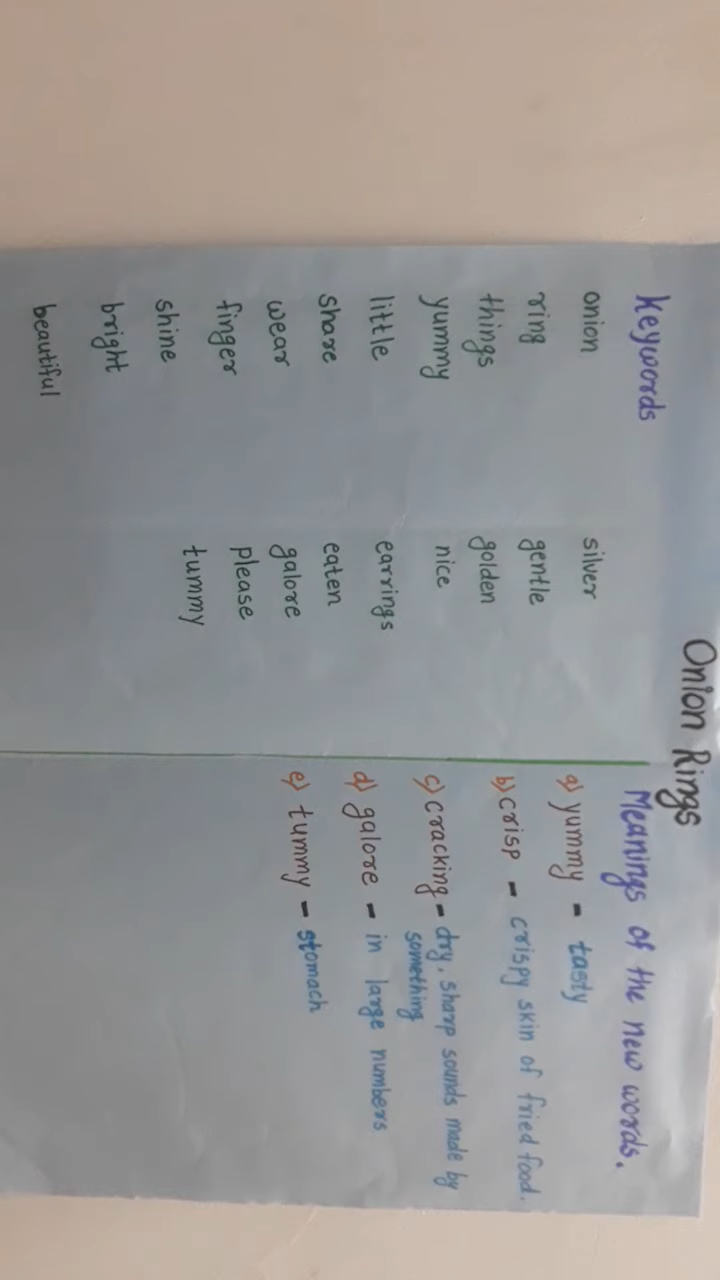 Onion Rings
keywords
onion
ring
things
yummy
little
share
wear
finger
shine
bright
beautiful
silver
gentle
golden
nice
earrings
eaten
galore
please
tummy
Meanings of the new words.
a) yummy - tasty
b) crisp - crispy skin of fried food.
c) cracking - dry, sharp sounds made by
something
d) galore - in large numbers
e) tummy - stomach